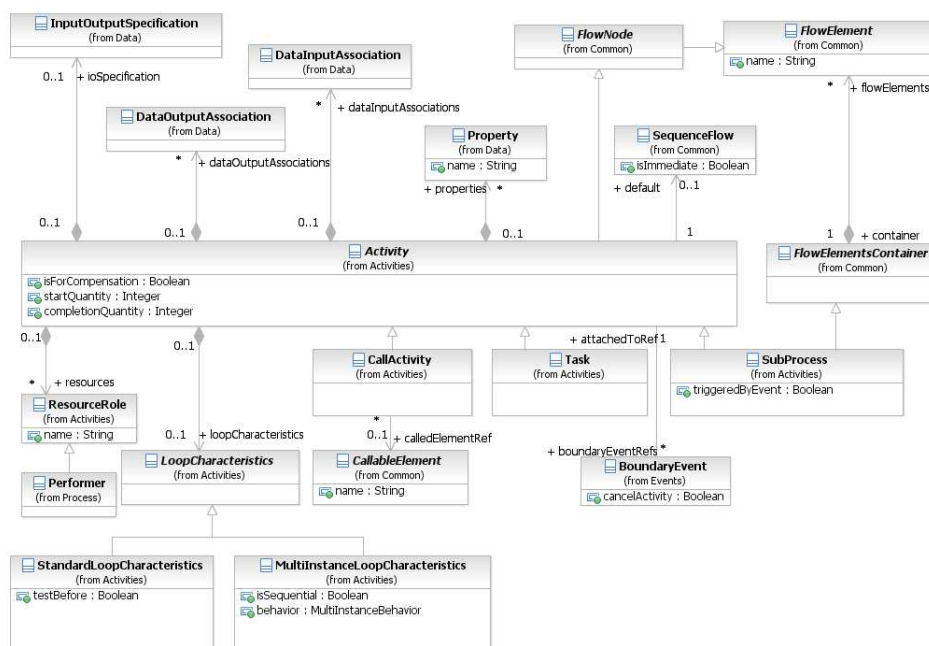 InputOutputSpecification
(from Data)
0..1
+ ioSpecification
DataInputAssociation
(from Data)
*
+ dataInputAssociations
FlowNode
(from Common)
FlowElement
(from Common)
name : String
*
+ flowElements
DataOutputAssociation
(from Data)
*
+ dataOutputAssociations
Property
(from Data)
name : String
+ properties
*
SequenceFlow
(from Common)
isImmediate : Boolean
+ default
0..1
0..1
0..1
0..1
0..1
1
1
+ container
FlowElementsContainer
(from Common)
Activity
(from Activities)
isForCompensation : Boolean
startQuantity : Integer
completionQuantity : Integer
0..1
0..1
+ attachedToRef
1
CallActivity
(from Activities)
Task
(from Activities)
SubProcess
(from Activities)
triggeredByEvent : Boolean
*
+ resources
ResourceRole
(from Activities)
name : String
0..1
+ loopCharacteristics
*
0..1
+ calledElementRef
+ boundaryEventRefs
*
LoopCharacteristics
(from Activities)
CallableElement
(from Common)
name : String
BoundaryEvent
(from Events)
cancelActivity : Boolean
Performer
(from Process)
StandardLoopCharacteristics
(from Activities)
testBefore : Boolean
MultiInstanceLoopCharacteristics
(from Activities)
isSequential : Boolean
behavior : MultiInstanceBehavior